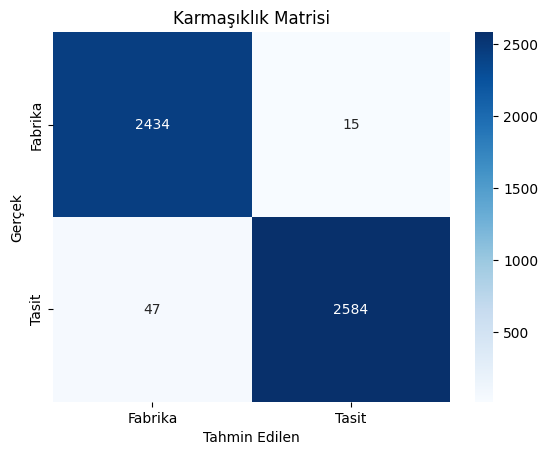 Karmaşıklık Matrisi
Gerçek
Fabrika
2434
15
Tasit
47
2584
Fabrika
Tasit
Tahmin Edilen
2500
2000
1500
1000
500